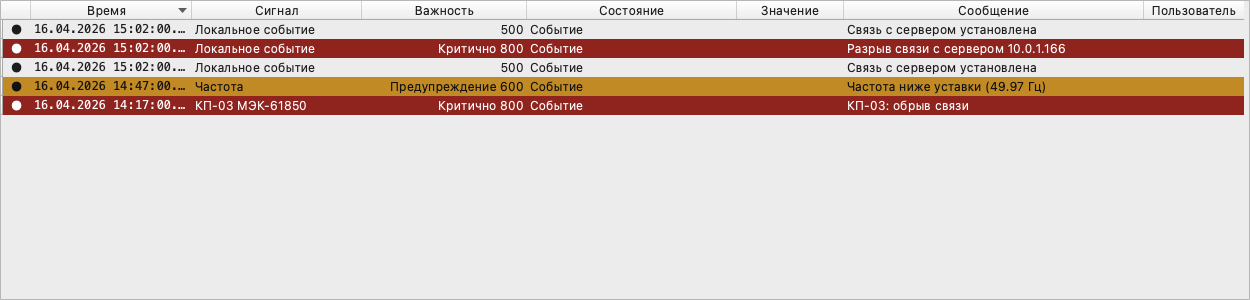 Время Сигнал Важность Состояние Значение Сообщение Пользователь
16.04.2026 15:02:00.… Локальное событие 500 Событие Связь с сервером установлена
16.04.2026 15:02:00.… Локальное событие Критично 800 Событие Разрыв связи с сервером 10.0.1.166
16.04.2026 15:02:00.… Локальное событие 500 Событие Связь с сервером установлена
16.04.2026 14:47:00.… Частота Предупреждение 600 Событие Частота ниже уставки (49.97 Гц)
16.04.2026 14:17:00.… КП-03 МЭК-61850 Критично 800 Событие КП-03: обрыв связи